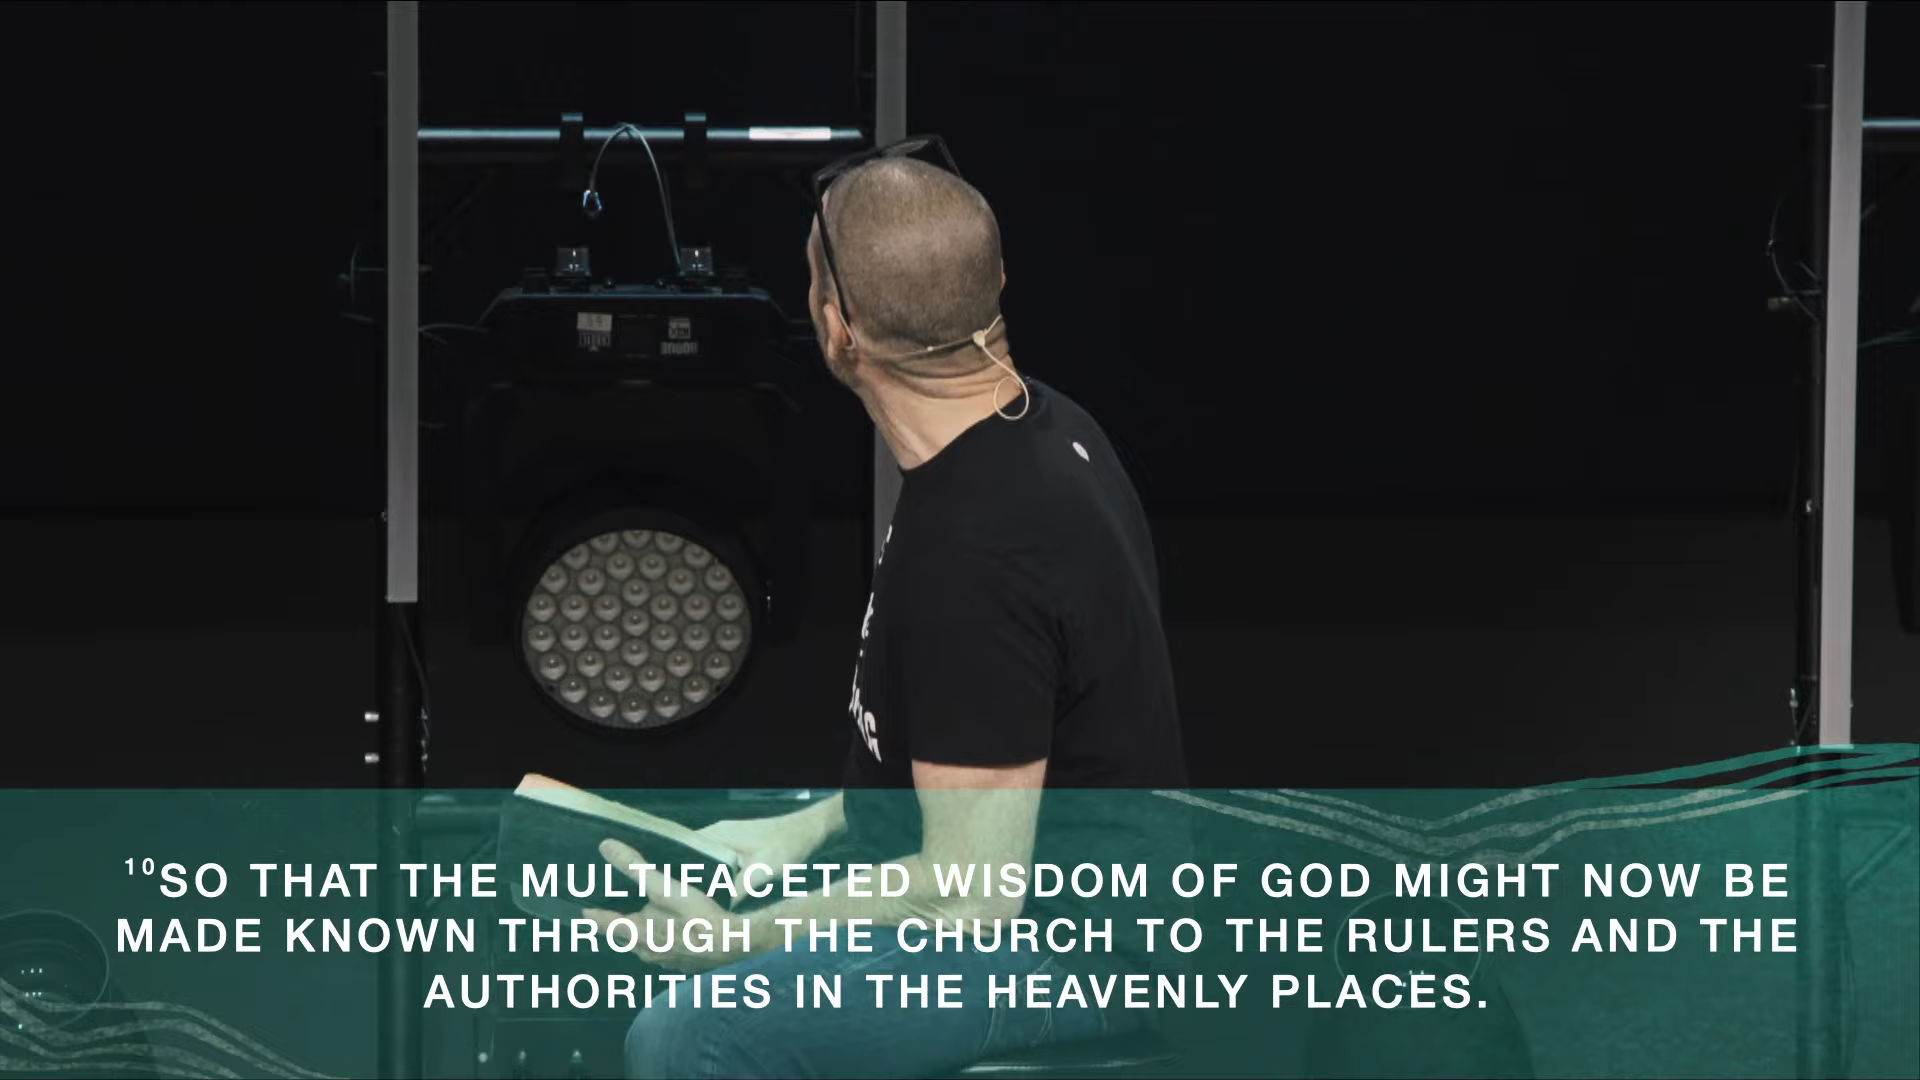 ROGUE
¹⁰SO THAT THE MULTIFACETED WISDOM OF GOD MIGHT NOW BE
MADE KNOWN THROUGH THE CHURCH TO THE RULERS AND THE
AUTHORITIES IN THE HEAVENLY PLACES.